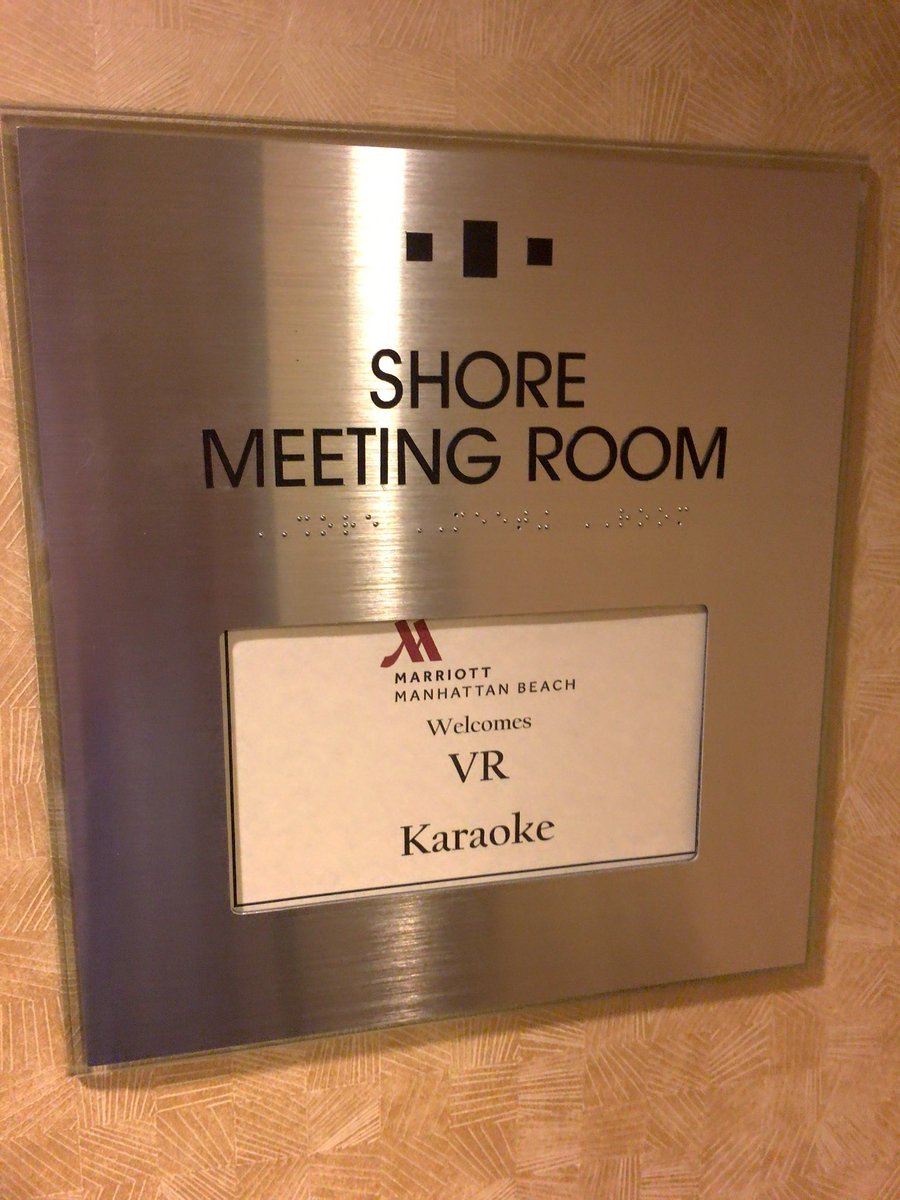 SHORE
MEETING ROOM
MARRIOTT
MANHATTAN BEACH
Welcomes
VR
Karaoke